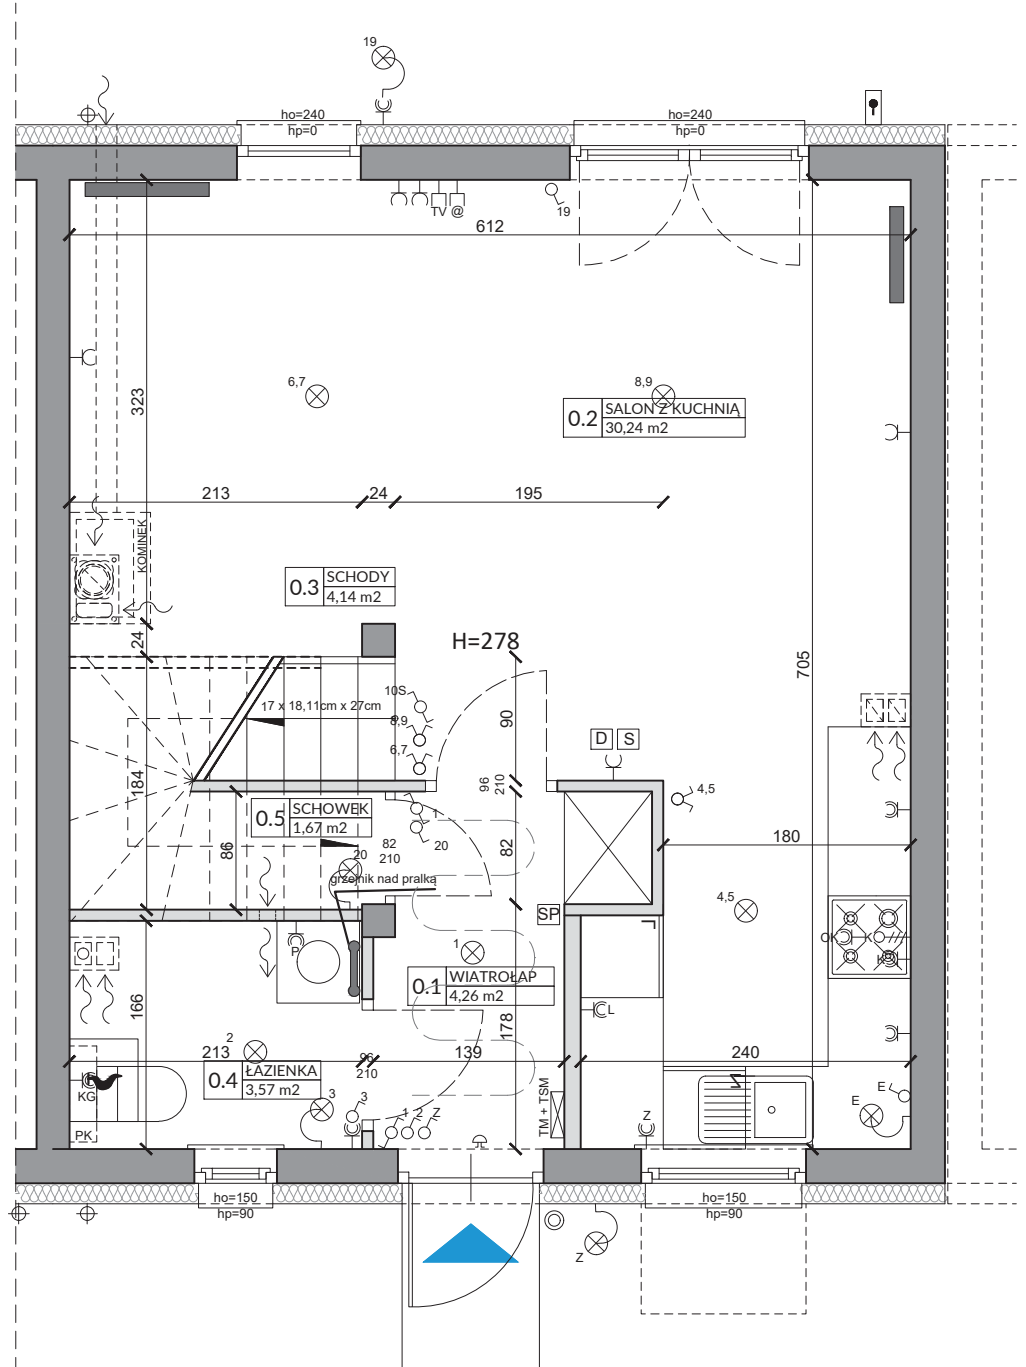 19
ho=240
hp=0
ho=240
hp=0
TV @
19
612
6,7
8,9
323
0.2
SALON Z KUCHNIĄ
30,24 m2
213
24
195
KOMINEK
0.3
SCHODY
4,14 m2
24
H=278
705
10S
17 x 18,11cm x 27cm
8,9
90
6,7
D
S
184
96
210
4,5
0.5
SCHOWEK
1,67 m2
1
20
86
82
210
82
180
20
grzejnik nad pralką
4,5
SP
P
1
OK
K
K
0.1
WIATROŁAP
4,26 m2
166
L
178
2
213
96
210
139
240
0.4
ŁAZIENKA
3,57 m2
KG
3
3
TM + TSM
E
E
PK
1
2
Z
Z
ho=150
hp=90
ho=150
hp=90
Z